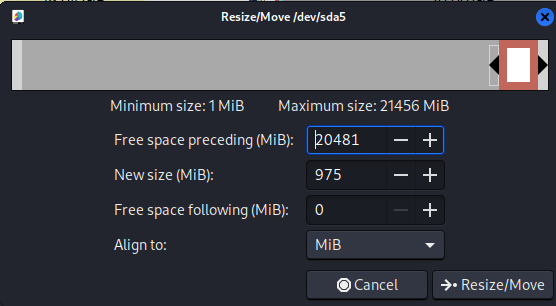 Resize/Move /dev/sda5
Minimum size: 1 MiB Maximum size: 21456 MiB
Free space preceding (MiB): 20481
New size (MiB): 975
Free space following (MiB): 0
Align to: MiB
Cancel Resize/Move